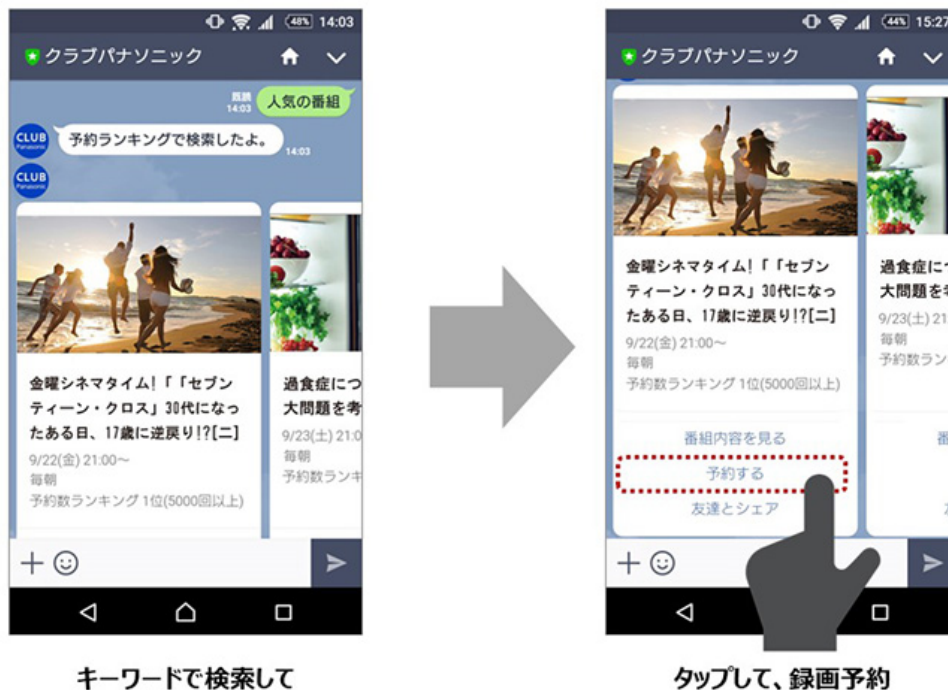 48% 14:03
クラブパナソニック
既読
14:03
人気の番組
CLUB
Panasonic
予約ランキングで検索したよ。
14:03
CLUB
Panasonic
金曜シネマタイム!「「セブン
ティーン・クロス」30代になっ
たある日、17歳に逆戻り!?[二]
9/22(金) 21:00～
毎朝
予約数ランキング 1位(5000回以上)
過食症につ
大問題を考
9/23(土) 21:0
毎朝
予約数ランキ
キーワードで検索して
44% 15:27
クラブパナソニック
金曜シネマタイム!「「セブン
ティーン・クロス」30代になっ
たある日、17歳に逆戻り!?[二]
9/22(金) 21:00～
毎朝
予約数ランキング 1位(5000回以上)
番組内容を見る
予約する
友達とシェア
過食症につ
大問題を考
9/23(土) 21
毎朝
予約数ラン
番
友
タップして、録画予約